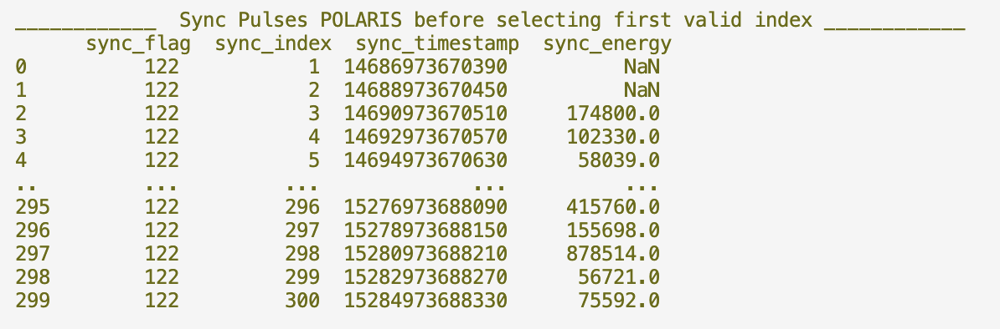 ____________  Sync Pulses POLARIS before selecting first valid index ____________
      sync_flag  sync_index  sync_timestamp  sync_energy
0          122           1  14686973670390          NaN
1          122           2  14688973670450          NaN
2          122           3  14690973670510     174800.0
3          122           4  14692973670570     102330.0
4          122           5  14694973670630      58039.0
..         ...         ...             ...          ...
295        122         296  15276973688090     415760.0
296        122         297  15278973688150     155698.0
297        122         298  15280973688210     878514.0
298        122         299  15282973688270      56721.0
299        122         300  15284973688330      75592.0